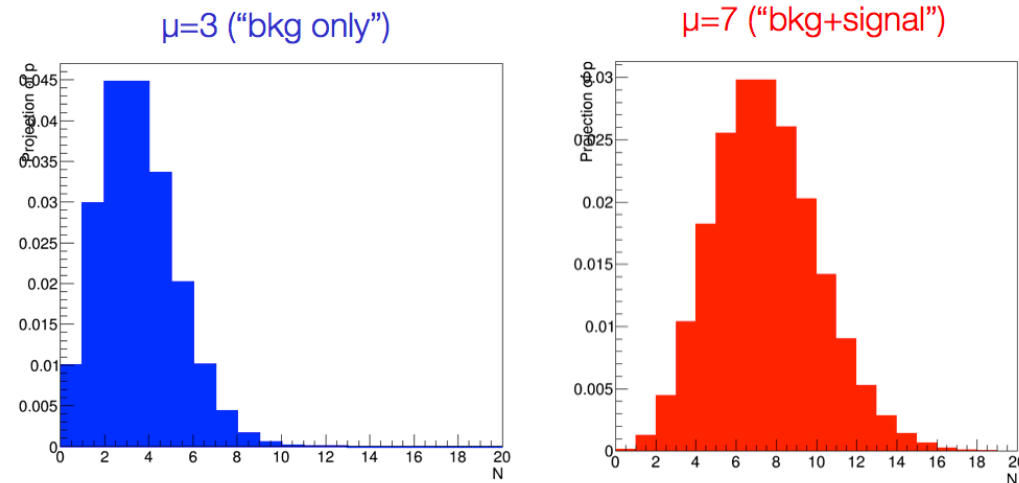 μ=3 (“bkg only”)
μ=7 (“bkg+signal”)
Projection of p
0.045
0.04
0.035
0.03
0.025
0.02
0.015
0.01
0.005
0
0 2 4 6 8 10 12 14 16 18 20
N
Projection of p
0.03
0.025
0.02
0.015
0.01
0.005
0
0 2 4 6 8 10 12 14 16 18 20
N